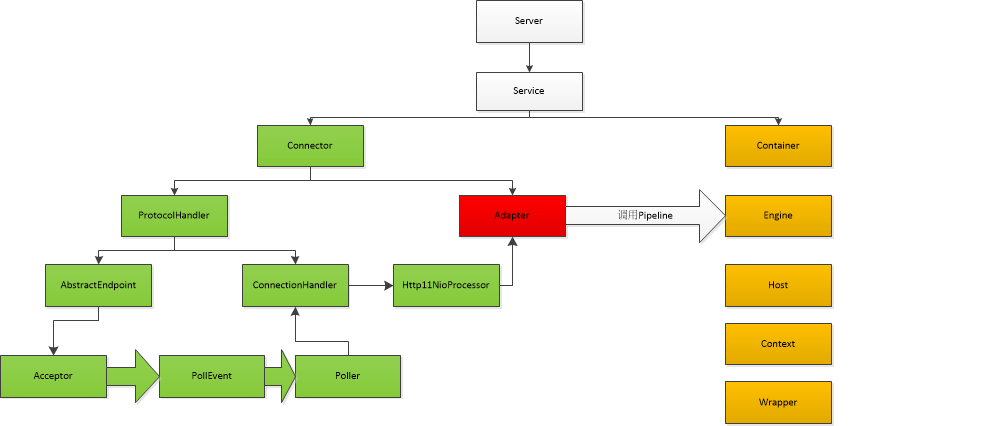 Server
Service
Connector
Container
ProtocolHandler
Adapter
调用Pipeline
Engine
AbstractEndpoint
ConnectionHandler
Http11NioProcessor
Host
Context
Acceptor
PollEvent
Poller
Wrapper